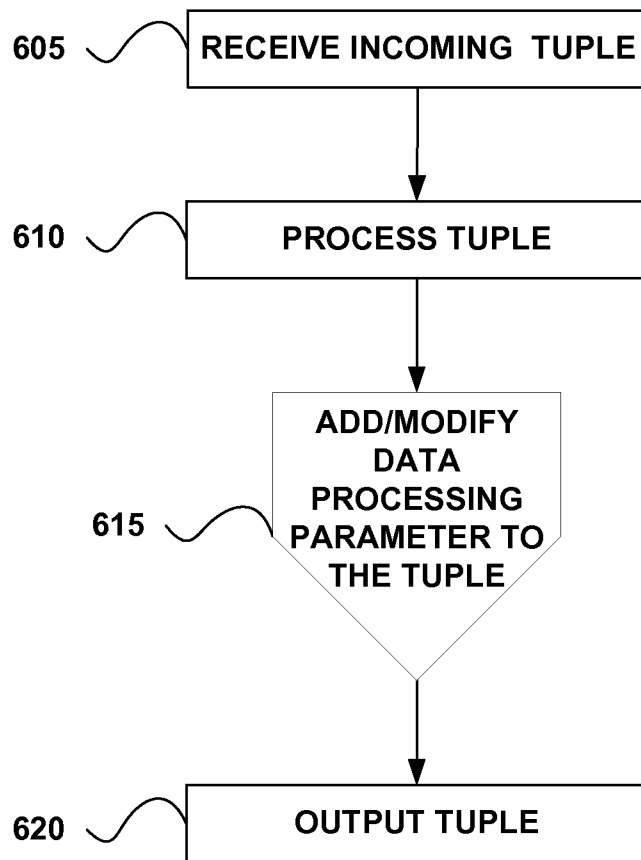 605 RECEIVE INCOMING TUPLE
610 PROCESS TUPLE
ADD/MODIFY
DATA
PROCESSING
615 PARAMETER TO
THE TUPLE
620 OUTPUT TUPLE